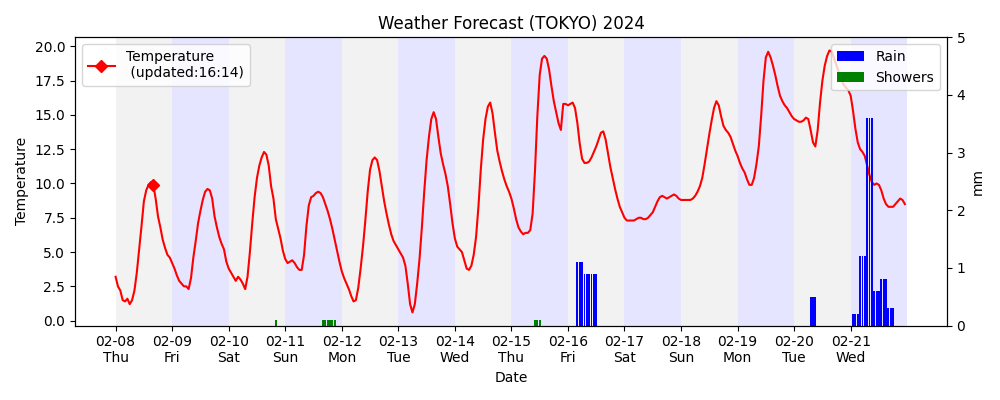 Weather Forecast (TOKYO) 2024
Temperature
(updated:16:14)
Rain
Showers
Temperature
20.0
17.5
15.0
12.5
10.0
7.5
5.0
2.5
0.0
5
4
3
2
1
0
mm
02-08 02-09 02-10 02-11 02-12 02-13 02-14 02-15 02-16 02-17 02-18 02-19 02-20 02-21
Thu Fri Sat Sun Mon Tue Wed Thu Fri Sat Sun Mon Tue Wed
Date